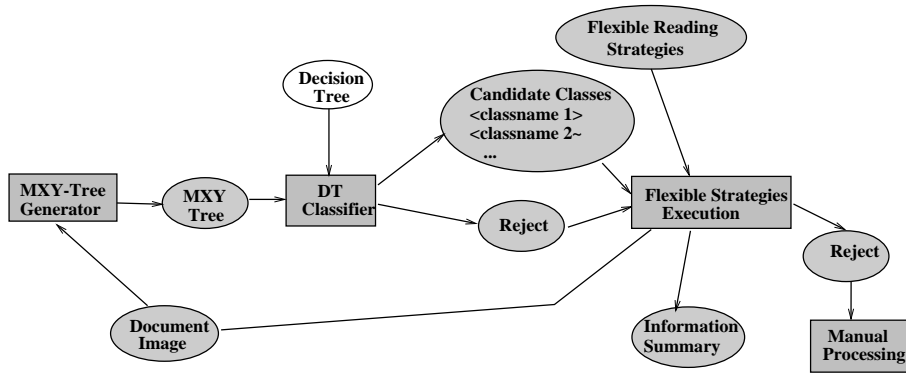 Flexible Reading
Strategies
Decision
Tree
Candidate Classes
<classname 1>
<classname 2~
...
MXY-Tree
Generator
MXY
Tree
DT
Classifier
Reject
Flexible Strategies
Execution
Reject
Document
Image
Information
Summary
Manual
Processing